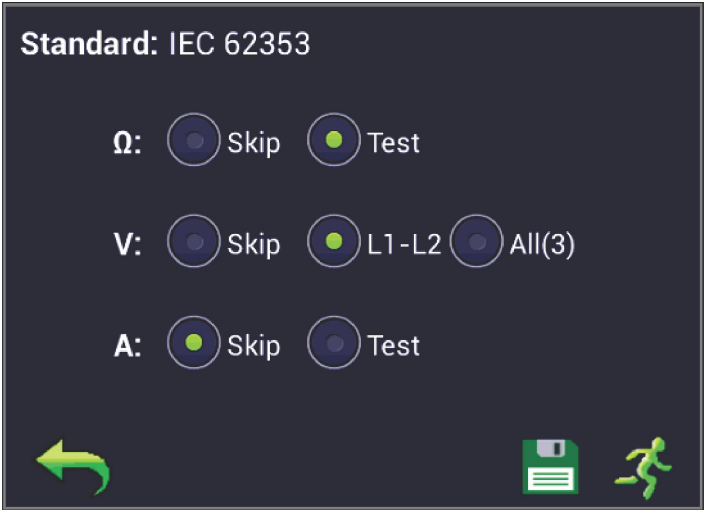 Standard: IEC 62353
Ω: Skip Test
V: Skip L1-L2 All(3)
A: Skip Test